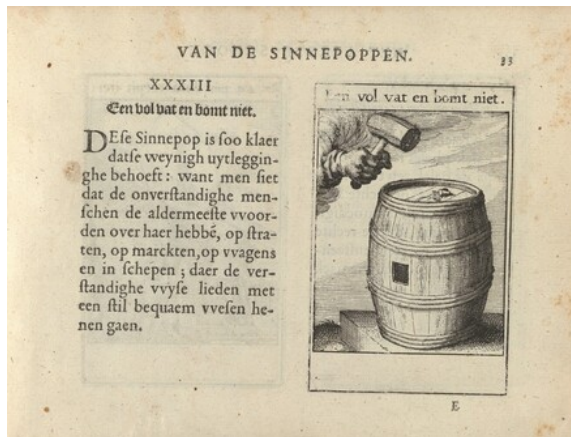 VAN DE SINNEPOPPEN.
33
XXXIII
Een vol vat en bomt niet.
DEſe Sinnepop is ſoo klaer
datſe weynigh uytleggin-
ghe behoeft: want men ſiet
dat de onverſtandighe men-
ſchen de aldermeeſte vvoor-
den over haer hebbē, op ſtra-
ten, op marckten, op vvagens
en in ſchepen; daer de ver-
ſtandighe vvyſe lieden met
een ſtil bequaem vveſen he-
nen gaen.
Een vol vat en bomt niet.
E